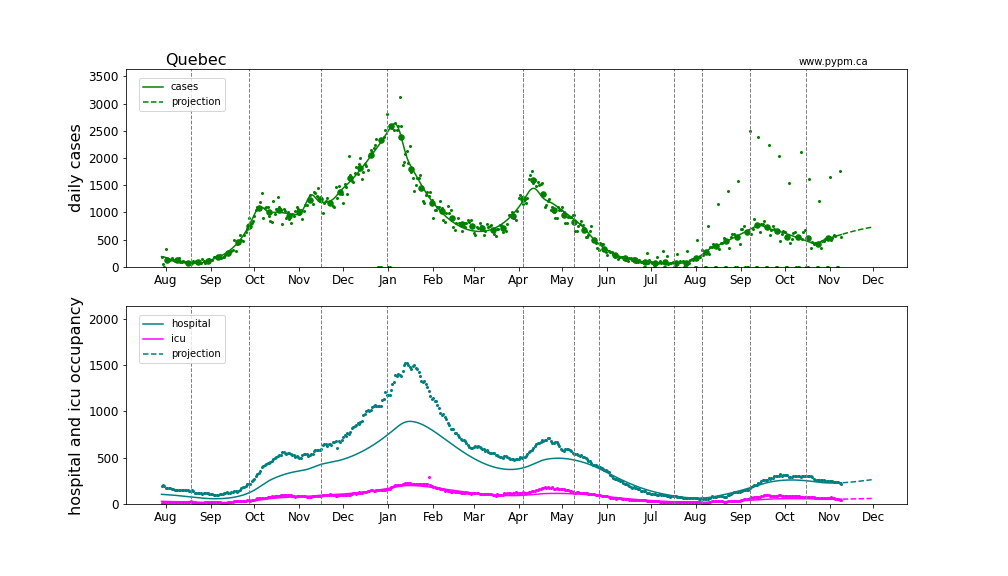 Quebec
www.pypm.ca
daily cases
3500
3000
2500
2000
1500
1000
500
0
cases
projection
Aug Sep Oct Nov Dec Jan Feb Mar Apr May Jun Jul Aug Sep Oct Nov Dec
hospital and icu occupancy
2000
1500
1000
500
0
hospital
icu
projection
Aug Sep Oct Nov Dec Jan Feb Mar Apr May Jun Jul Aug Sep Oct Nov Dec